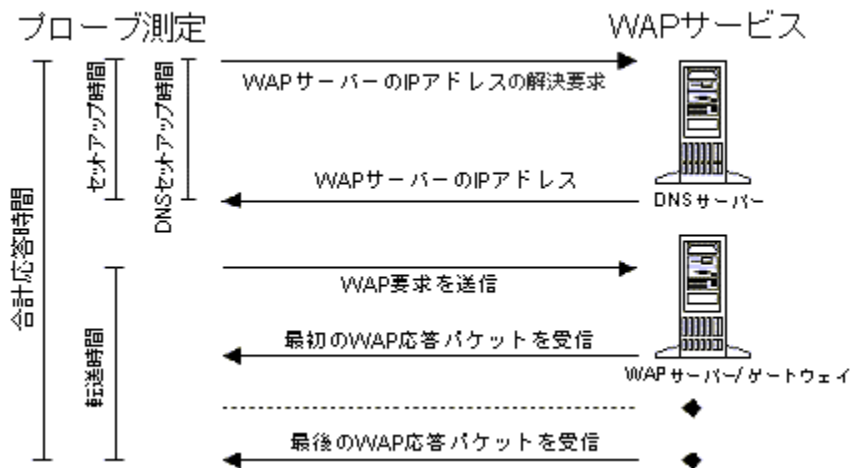 プローブ測定
WAPサービス
WAPサーバーのIPアドレスの解決要求
セットアップ時間
DNSセットアップ時間
WAPサーバーのIPアドレス
DNSサーバー
合計応答時間
WAP要求を送信
最初のWAP応答パケットを受信
転送時間
WAPサーバー/ゲートウェイ
最後のWAP応答パケットを受信